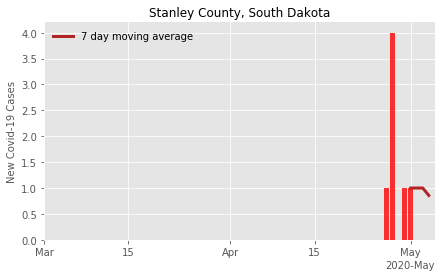 Stanley County, South Dakota
7 day moving average
New Covid-19 Cases
4.0
3.5
3.0
2.5
2.0
1.5
1.0
0.5
0.0
Mar 15 Apr 15 May
2020-May